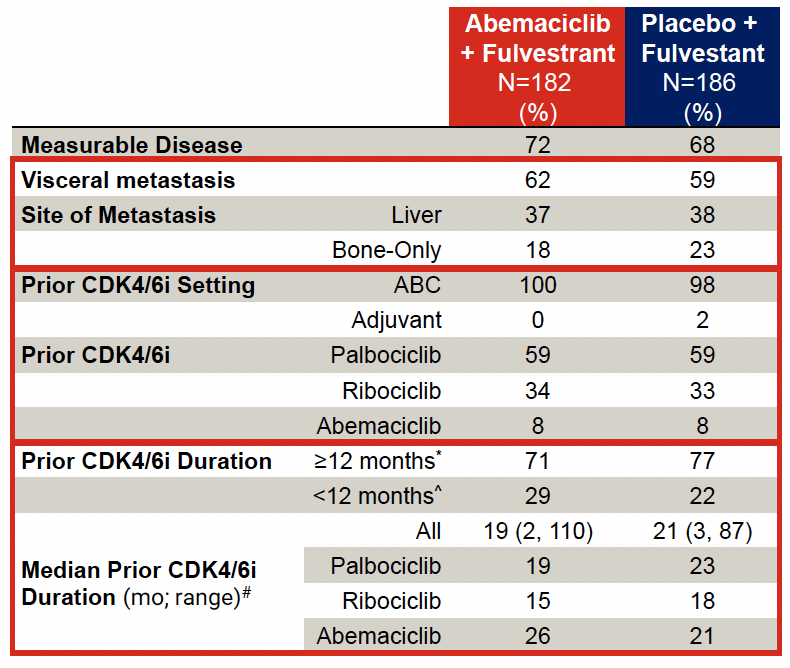 Abemaciclib Placebo +
+ Fulvestrant Fulvestant
N=182 N=186
(%) (%)
Measurable Disease 72 68
Visceral metastasis 62 59
Site of Metastasis Liver 37 38
Bone-Only 18 23
Prior CDK4/6i Setting ABC 100 98
Adjuvant 0 2
Prior CDK4/6i Palbociclib 59 59
Ribociclib 34 33
Abemaciclib 8 8
Prior CDK4/6i Duration ≥12 months* 71 77
<12 months^ 29 22
All 19 (2, 110) 21 (3, 87)
Median Prior CDK4/6i Palbociclib 19 23
Duration (mo; range)# Ribociclib 15 18
Abemaciclib 26 21